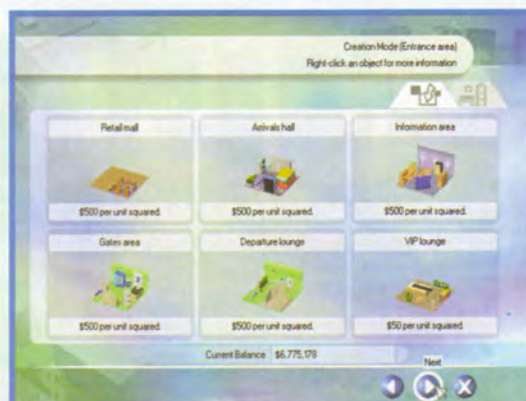 Creation Mode (Entrance area)
Right-click an object for more information
Retail mall
Arrivals hall
Information area
$500 per unit squared.
$500 per unit squared.
$500 per unit squared.
Gates area
Departure lounge
VIP lounge
$500 per unit squared.
$500 per unit squared.
$50 per unit squared.
Current Balance $6,775,178
Next